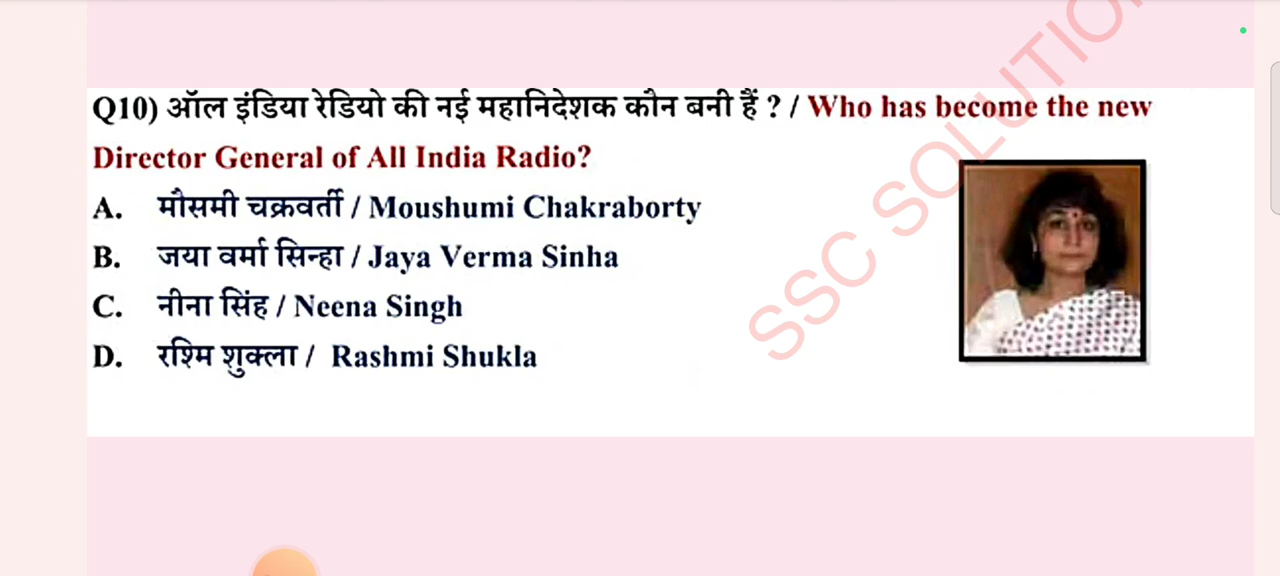 Q10) ऑल इंडिया रेडियो की नई महानिदेशक कौन बनी हैं ? / Who has become the new
Director General of All India Radio?
A. मौसमी चक्रवर्ती / Moushumi Chakraborty
B. जया वर्मा सिन्हा / Jaya Verma Sinha
C. नीना सिंह / Neena Singh
D. रश्मि शुक्ला / Rashmi Shukla
SSC SOLUTION